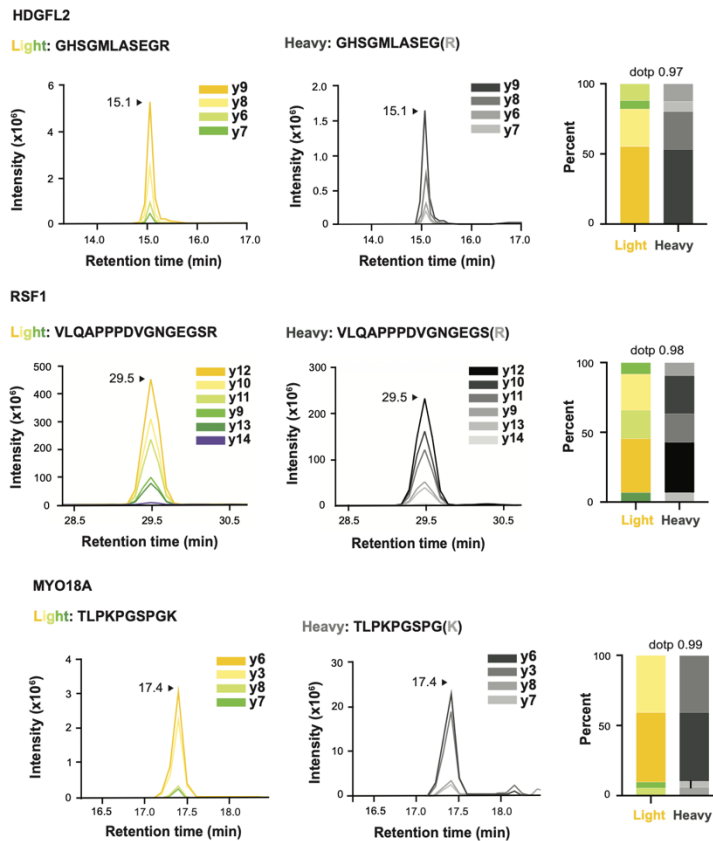 HDGFL2
Light: GHSGMLASEGR
Heavy: GHSGMLASEG(R)
dotp 0.97
Intensity (x10⁶)
6
4
2
0
15.1
y9
y8
y6
y7
14.0 15.0 16.0 17.0
Retention time (min)
Intensity (x10⁶)
2.0
1.5
1.0
0.5
0.0
15.1
y9
y8
y6
y7
14.0 15.0 16.0 17.0
Retention time (min)
Percent
100
50
0
Light Heavy
RSF1
Light: VLQAPPPDVGNGEGSR
Heavy: VLQAPPPDVGNGEGS(R)
dotp 0.98
Intensity (x10⁶)
500
400
300
200
100
0
29.5
y12
y10
y11
y9
y13
y14
28.5 29.5 30.5
Retention time (min)
Intensity (x10⁶)
300
200
100
0
29.5
y12
y10
y11
y9
y13
y14
28.5 29.5 30.5
Retention time (min)
Percent
100
50
0
Light Heavy
MYO18A
Light: TLPKPGSPGK
Heavy: TLPKPGSPG(K)
dotp 0.99
Intensity (x10⁶)
4
3
2
1
0
17.4
y6
y3
y8
y7
16.5 17.0 17.5 18.0
Retention time (min)
Intensity (x10⁶)
30
20
10
0
17.4
y6
y3
y8
y7
16.5 17.0 17.5 18.0
Retention time (min)
Percent
100
50
0
Light Heavy